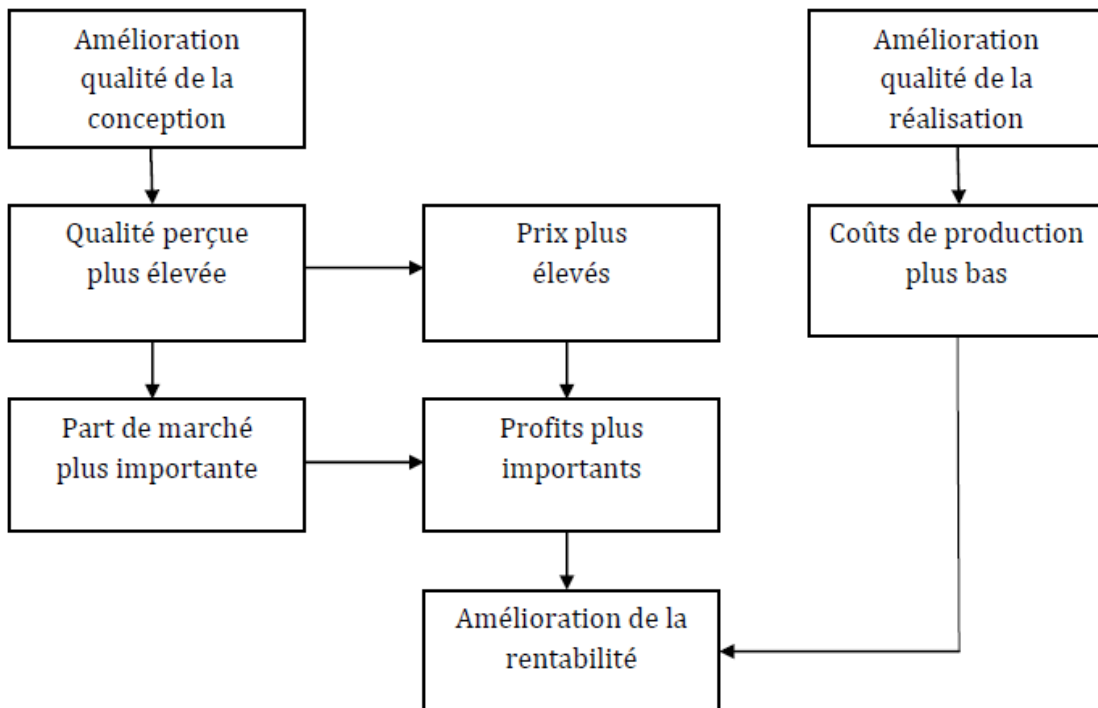 Amélioration
qualité de la
conception
Amélioration
qualité de la
réalisation
Qualité perçue
plus élevée
Prix plus
élevés
Coûts de production
plus bas
Part de marché
plus importante
Profits plus
importants
Amélioration de la
rentabilité